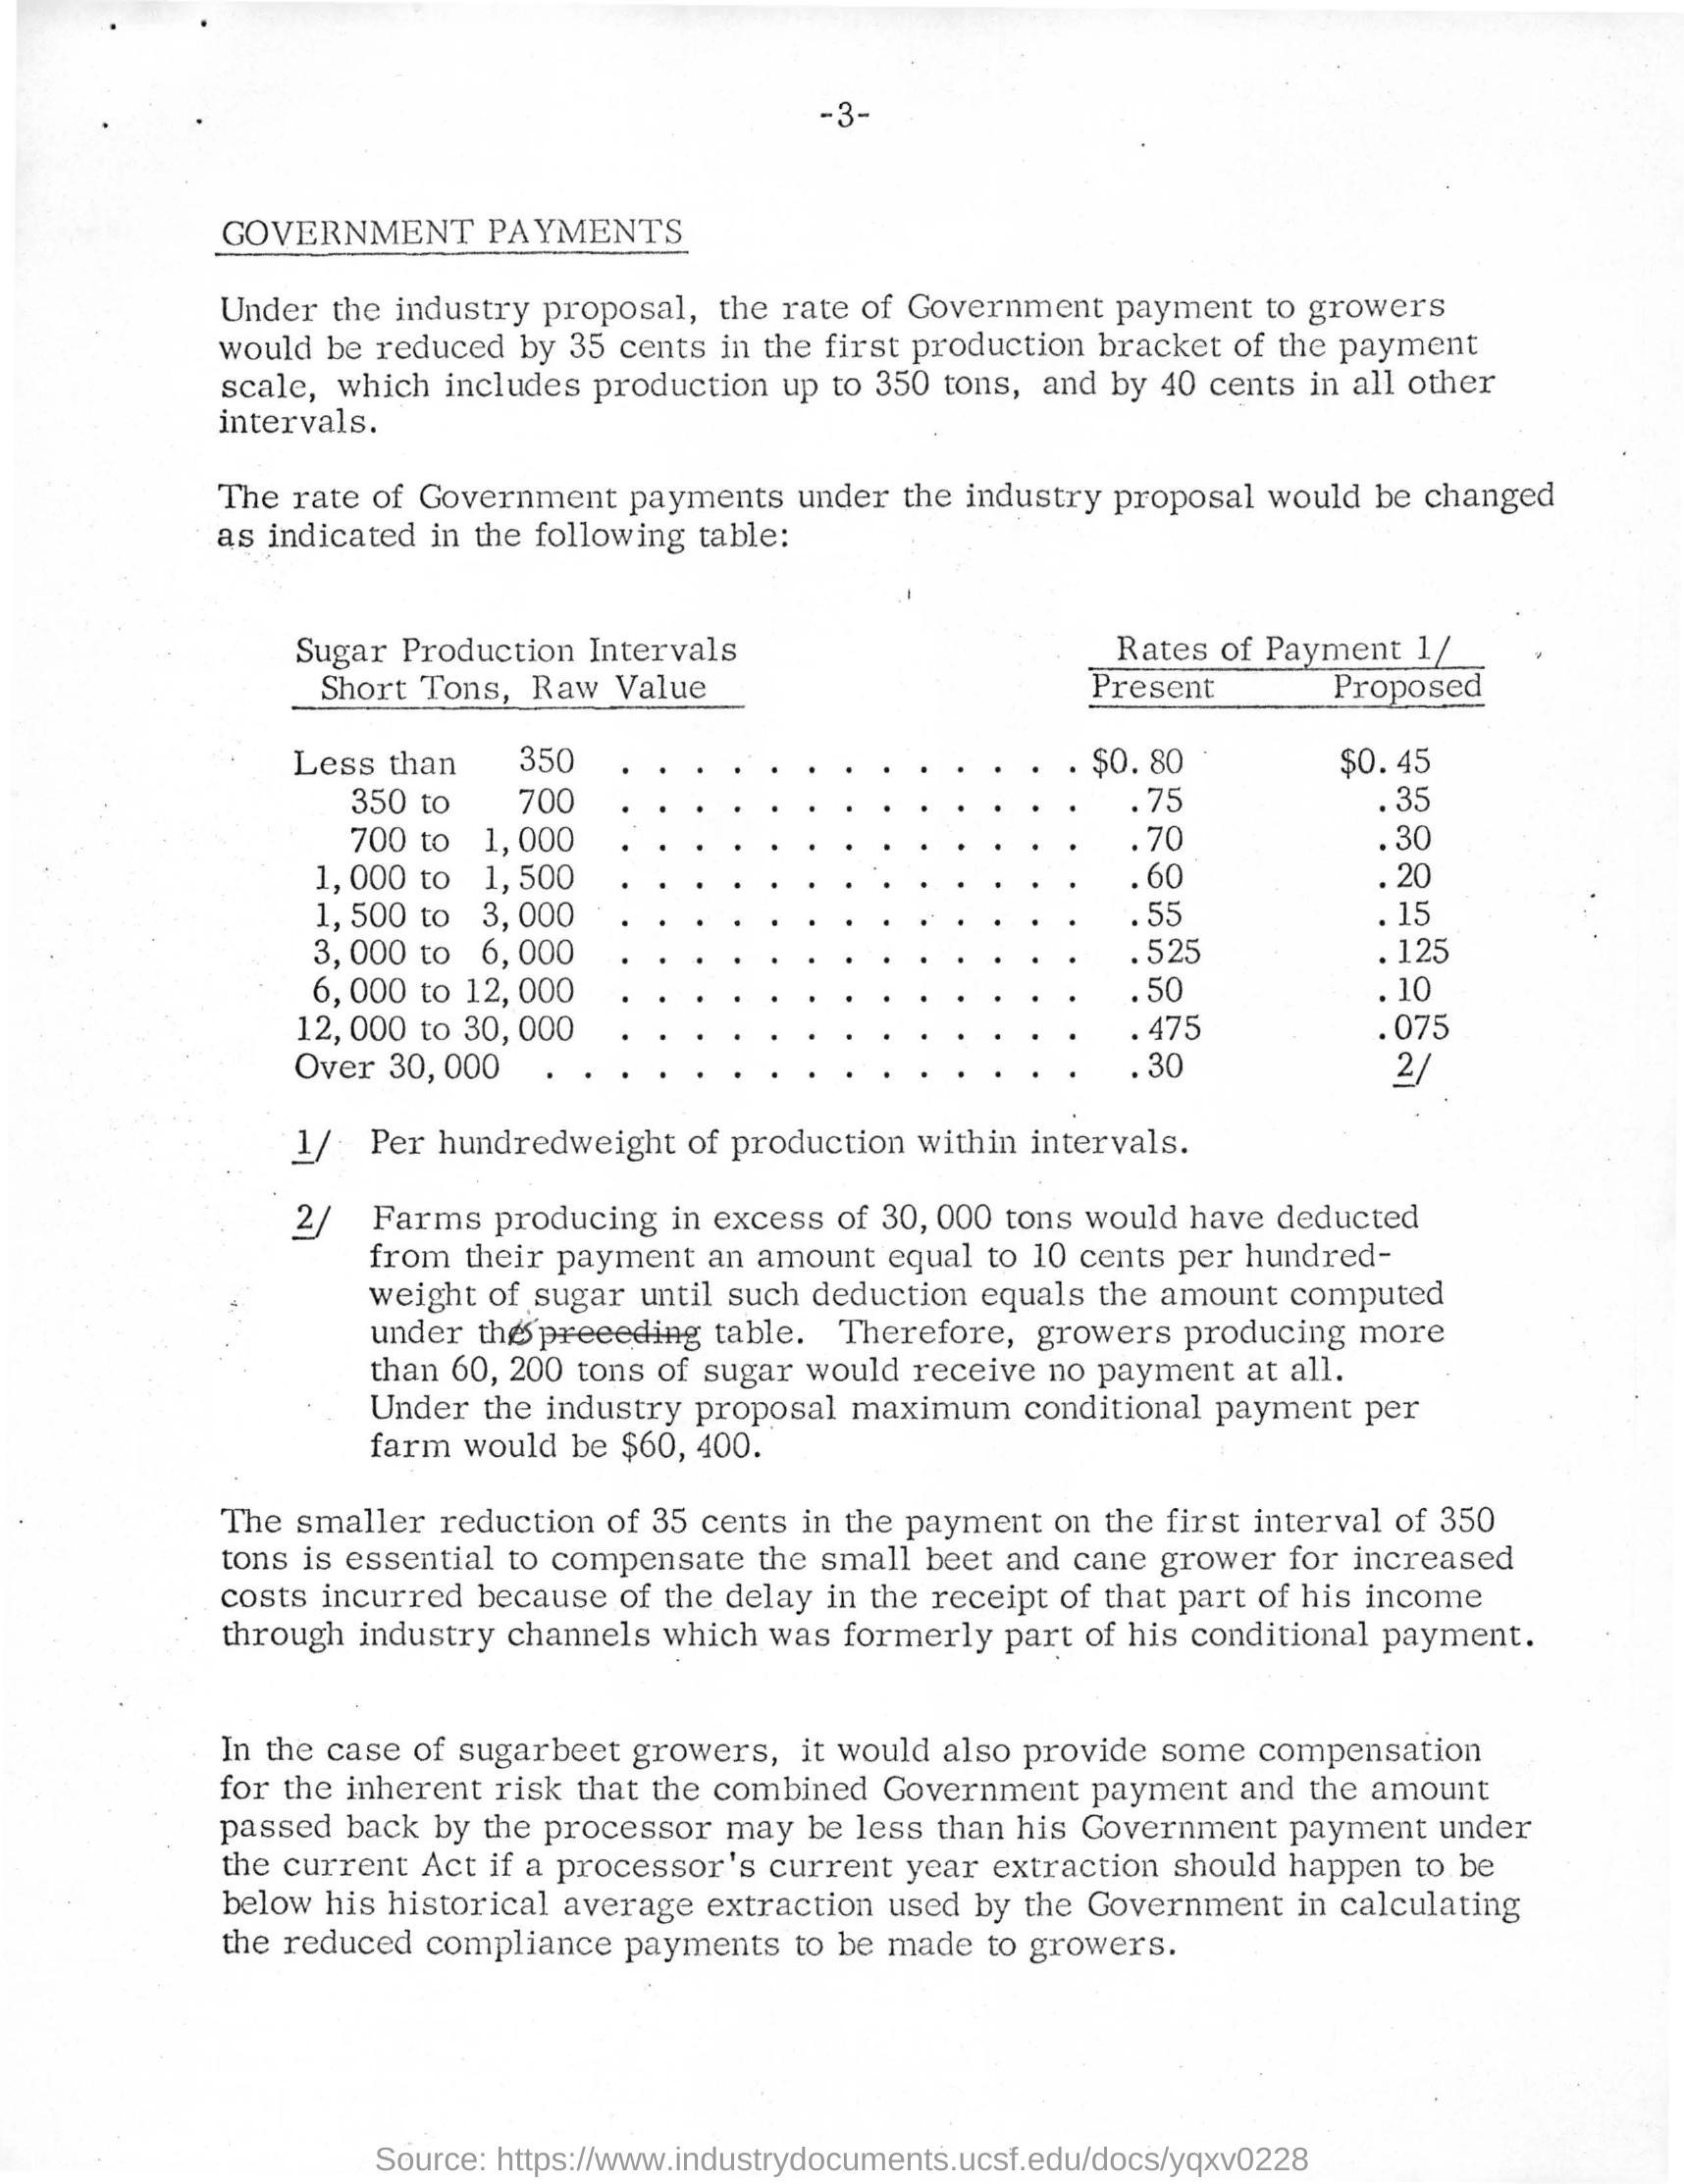 -3-
GOVERNMENT PAYMENTS
Under the industry proposal, the rate of Government payment to growers
would be reduced by 35 cents in the first production bracket of the payment
scale, which includes production up to 350 tons, and by 40 cents in all other
intervals.
The rate of Government payments under the industry proposal would be changed
as indicated in the following table:
Sugar Production Intervals Rates of Payment 1/
Short Tons, Raw Value Present Proposed
Less than 350 . . . . . . . . . . . . . $0.80 $0.45
350 to 700 . . . . . . . . . . . . . .75 .35
700 to 1,000 . . . . . . . . . . . . . .70 .30
1,000 to 1,500 . . . . . . . . . . . . . .60 .20
1,500 to 3,000 . . . . . . . . . . . . . .55 .15
3,000 to 6,000 . . . . . . . . . . . . . .525 .125
6,000 to 12,000 . . . . . . . . . . . . . .50 .10
12,000 to 30,000 . . . . . . . . . . . . . .475 .075
Over 30,000 . . . . . . . . . . . . . . . .30 2/
1/ Per hundredweight of production within intervals.
2/ Farms producing in excess of 30,000 tons would have deducted
from their payment an amount equal to 10 cents per hundred-
weight of sugar until such deduction equals the amount computed
under the preceeding table. Therefore, growers producing more
than 60,200 tons of sugar would receive no payment at all.
Under the industry proposal maximum conditional payment per
farm would be $60,400.
The smaller reduction of 35 cents in the payment on the first interval of 350
tons is essential to compensate the small beet and cane grower for increased
costs incurred because of the delay in the receipt of that part of his income
through industry channels which was formerly part of his conditional payment.
In the case of sugarbeet growers, it would also provide some compensation
for the inherent risk that the combined Government payment and the amount
passed back by the processor may be less than his Government payment under
the current Act if a processor's current year extraction should happen to be
below his historical average extraction used by the Government in calculating
the reduced compliance payments to be made to growers.
Source: https://www.industrydocuments.ucsf.edu/docs/yqxv0228